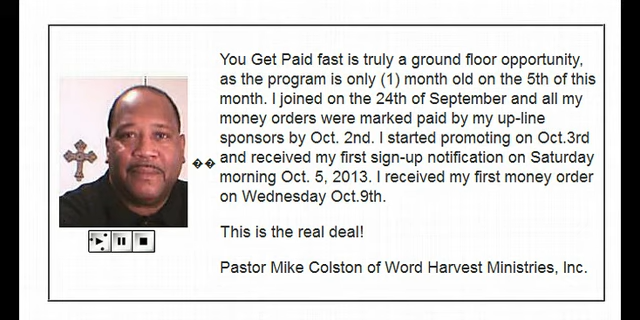 You Get Paid fast is truly a ground floor opportunity,
as the program is only (1) month old on the 5th of this
month. I joined on the 24th of September and all my
money orders were marked paid by my up-line
sponsors by Oct. 2nd. I started promoting on Oct.3rd
�� and received my first sign-up notification on Saturday
morning Oct. 5, 2013. I received my first money order
on Wednesday Oct.9th.
This is the real deal!
Pastor Mike Colston of Word Harvest Ministries, Inc.